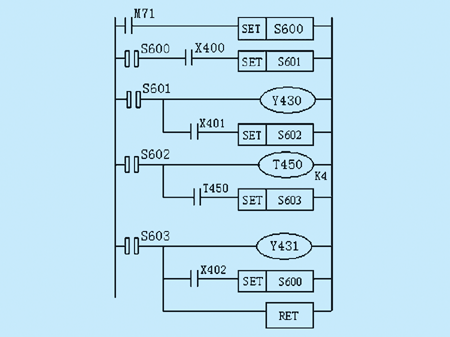 M71
SET S600
S600 X400
SET S601
S601
Y430
X401
SET S602
S602
T450
K4
T450
SET S603
S603
Y431
X402
SET S600
RET